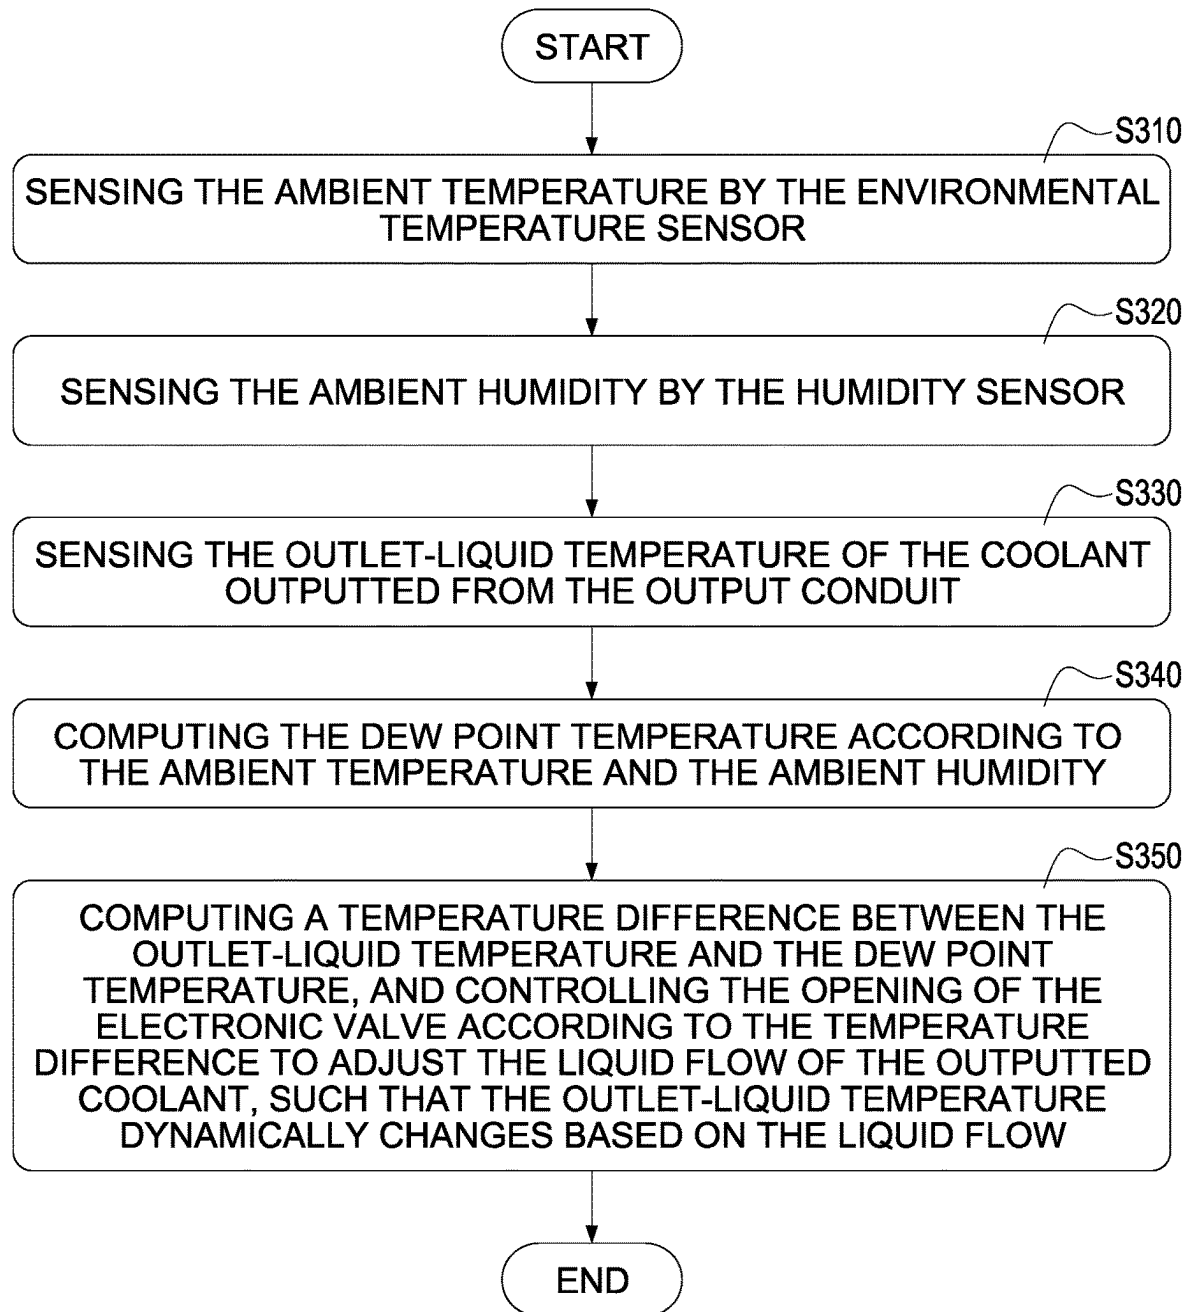 START
S310
SENSING THE AMBIENT TEMPERATURE BY THE ENVIRONMENTAL
TEMPERATURE SENSOR
S320
SENSING THE AMBIENT HUMIDITY BY THE HUMIDITY SENSOR
S330
SENSING THE OUTLET-LIQUID TEMPERATURE OF THE COOLANT
OUTPUTTED FROM THE OUTPUT CONDUIT
S340
COMPUTING THE DEW POINT TEMPERATURE ACCORDING TO
THE AMBIENT TEMPERATURE AND THE AMBIENT HUMIDITY
S350
COMPUTING A TEMPERATURE DIFFERENCE BETWEEN THE
OUTLET-LIQUID TEMPERATURE AND THE DEW POINT
TEMPERATURE, AND CONTROLLING THE OPENING OF THE
ELECTRONIC VALVE ACCORDING TO THE TEMPERATURE
DIFFERENCE TO ADJUST THE LIQUID FLOW OF THE OUTPUTTED
COOLANT, SUCH THAT THE OUTLET-LIQUID TEMPERATURE
DYNAMICALLY CHANGES BASED ON THE LIQUID FLOW
END